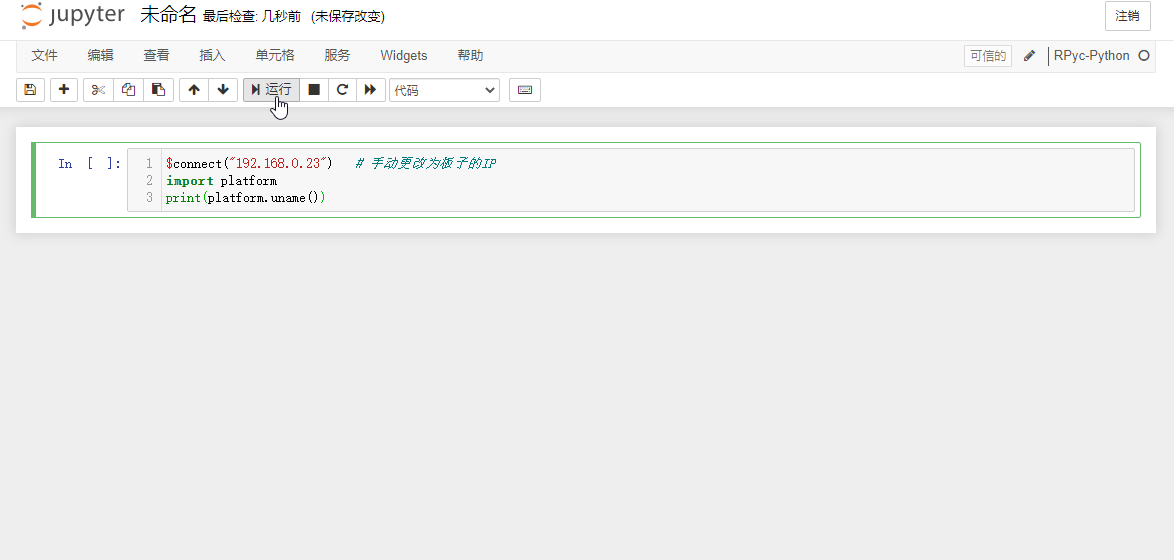 jupyter 未命名 最后检查: 几秒前 (未保存改变) 注销
文件 编辑 查看 插入 单元格 服务 Widgets 帮助 可信的 RPyc-Python
运行 代码
In [ ]: 1 $connect("192.168.0.23") # 手动更改为板子的IP
2 import platform
3 print(platform.uname())